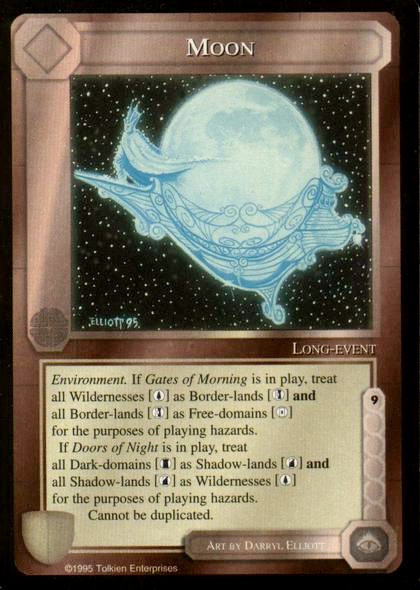 MOON
ELLIOTT 95.
LONG-EVENT
Environment. If Gates of Morning is in play, treat
all Wildernesses [] as Border-lands [] and
all Border-lands [] as Free-domains []
for the purposes of playing hazards.
If Doors of Night is in play, treat
all Dark-domains [] as Shadow-lands [] and
all Shadow-lands [] as Wildernesses []
for the purposes of playing hazards.
Cannot be duplicated.
9
ART BY DARRYL ELLIOTT
©1995 Tolkien Enterprises